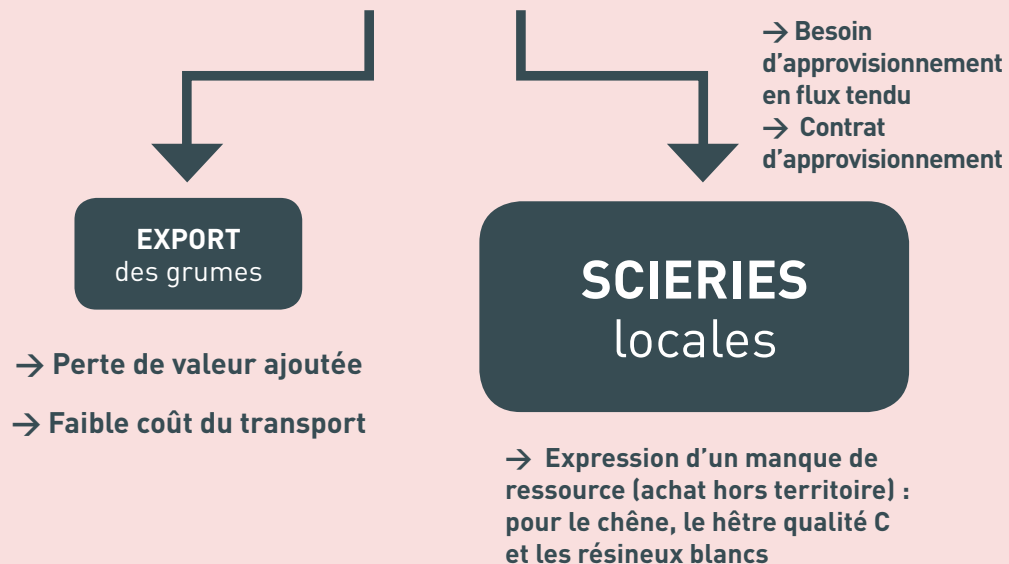 → Besoin
d’approvisionnement
en flux tendu
→ Contrat
d’approvisionnement
EXPORT
des grumes
→ Perte de valeur ajoutée
→ Faible coût du transport
SCIERIES
locales
→ Expression d’un manque de
ressource (achat hors territoire) :
pour le chêne, le hêtre qualité C
et les résineux blancs